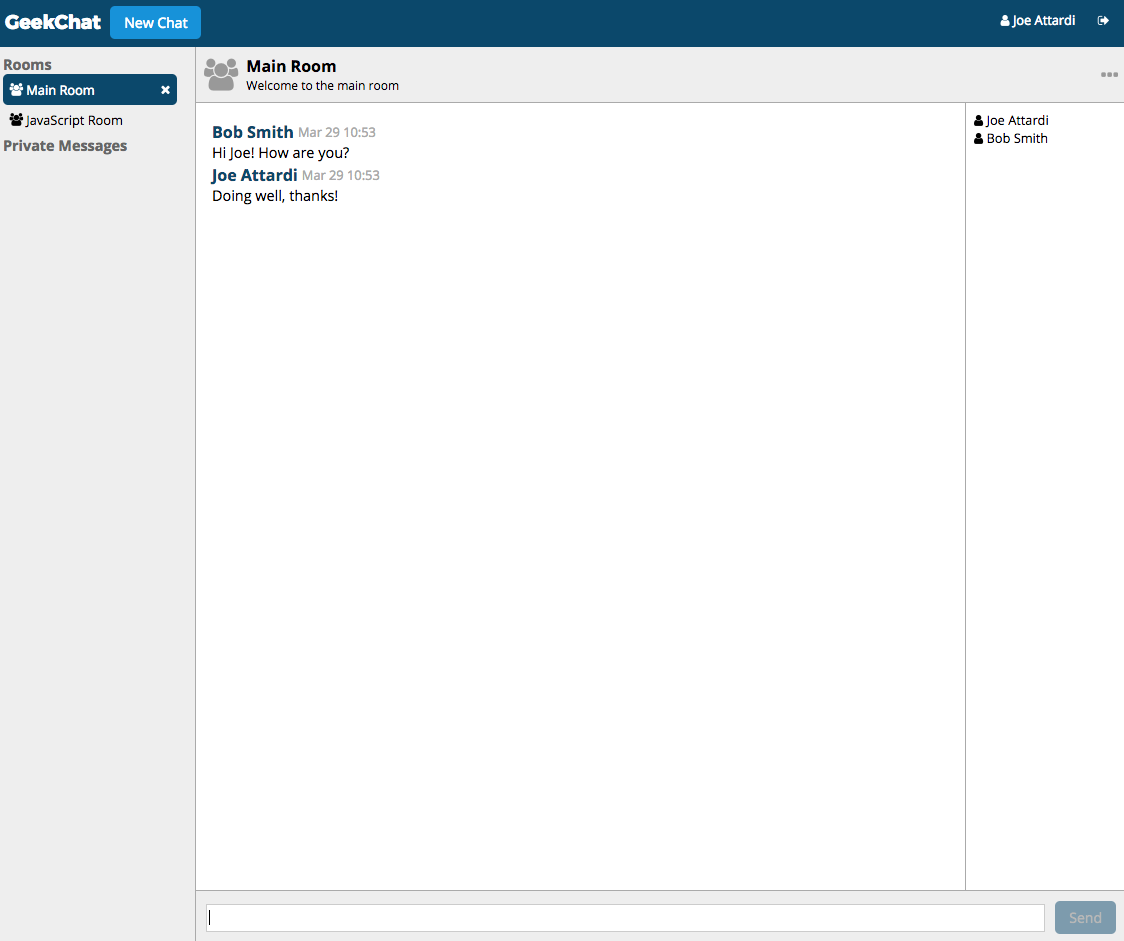 GeekChat New Chat Joe Attardi
Rooms
Main Room
JavaScript Room
Private Messages
Main Room
Welcome to the main room
Bob Smith Mar 29 10:53
Hi Joe! How are you?
Joe Attardi Mar 29 10:53
Doing well, thanks!
Joe Attardi
Bob Smith
Send